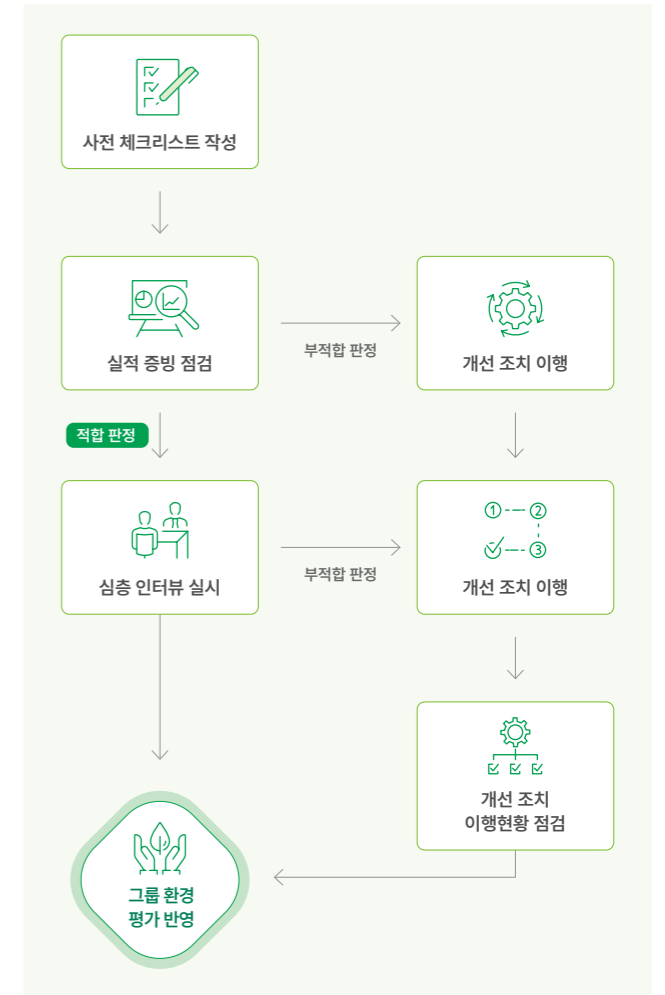 사전 체크리스트 작성
실적 증빙 점검
부적합 판정
개선 조치 이행
적합 판정
심층 인터뷰 실시
부적합 판정
1
2
3
개선 조치 이행
개선 조치
이행현황 점검
그룹 환경
평가 반영